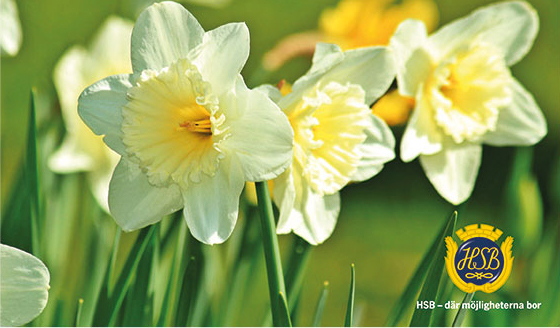 HSB
HSB – där möjligheterna bor